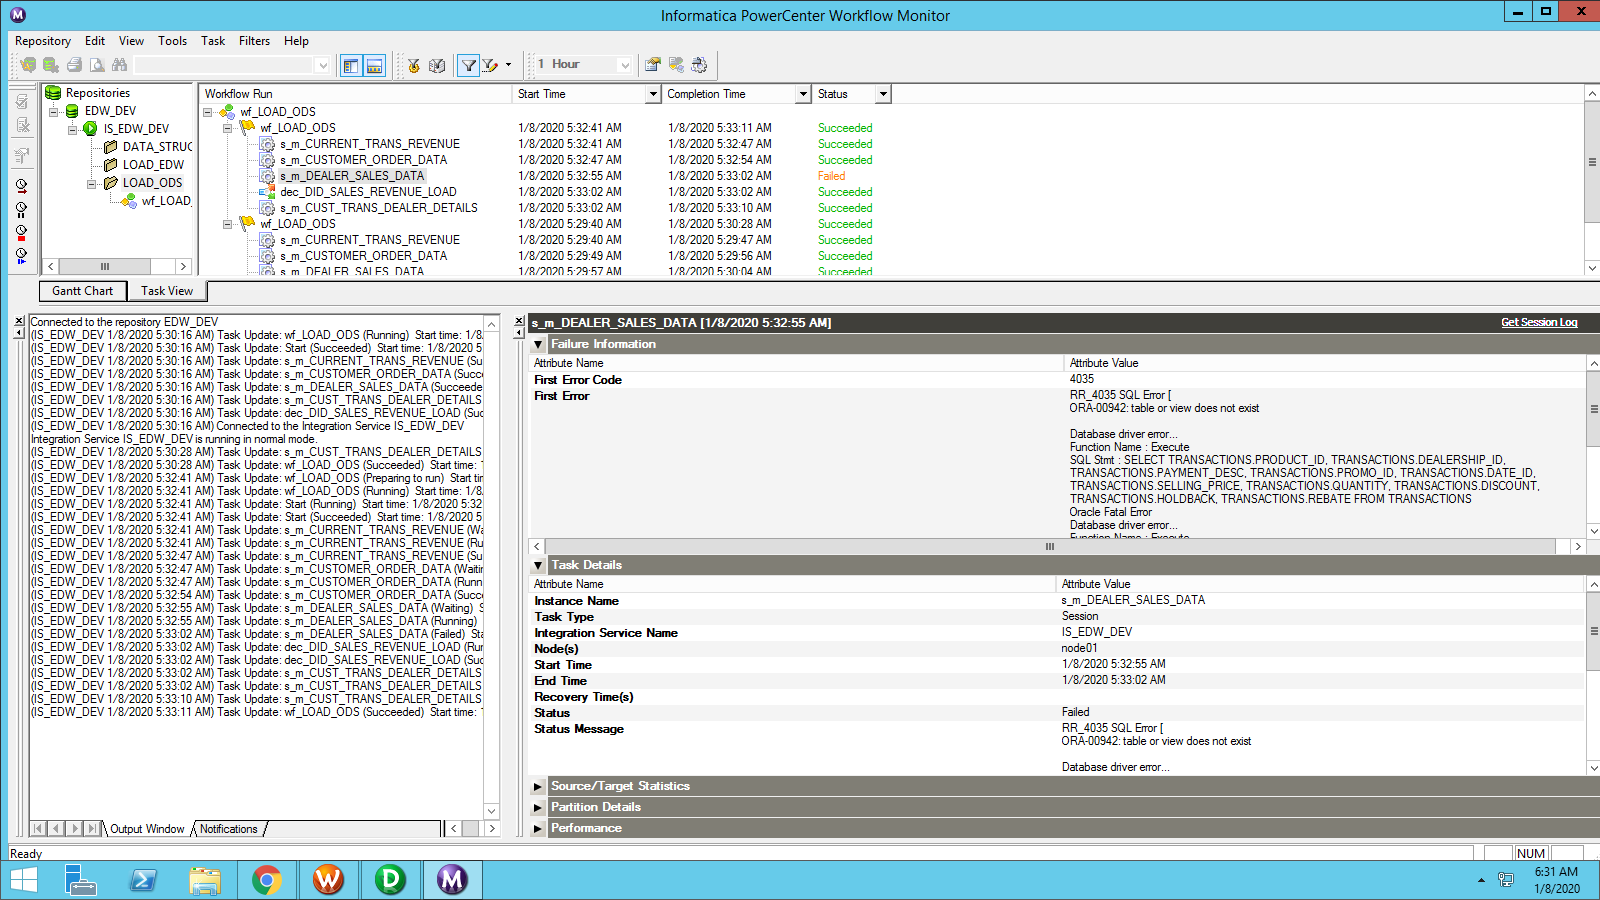 Informatica PowerCenter Workflow Monitor
Repository Edit View Tools Task Filters Help
1 Hour
Repositories
EDW_DEV
IS_EDW_DEV
DATA_STRUC
LOAD_EDW
LOAD_ODS
wf_LOAD_
Workflow Run Start Time Completion Time Status
wf_LOAD_ODS
wf_LOAD_ODS 1/8/2020 5:32:41 AM 1/8/2020 5:33:11 AM Succeeded
s_m_CURRENT_TRANS_REVENUE 1/8/2020 5:32:41 AM 1/8/2020 5:32:47 AM Succeeded
s_m_CUSTOMER_ORDER_DATA 1/8/2020 5:32:47 AM 1/8/2020 5:32:54 AM Succeeded
s_m_DEALER_SALES_DATA 1/8/2020 5:32:55 AM 1/8/2020 5:33:02 AM Failed
dec_DID_SALES_REVENUE_LOAD 1/8/2020 5:33:02 AM 1/8/2020 5:33:02 AM Succeeded
s_m_CUST_TRANS_DEALER_DETAILS 1/8/2020 5:33:02 AM 1/8/2020 5:33:10 AM Succeeded
wf_LOAD_ODS 1/8/2020 5:29:40 AM 1/8/2020 5:30:28 AM Succeeded
s_m_CURRENT_TRANS_REVENUE 1/8/2020 5:29:40 AM 1/8/2020 5:29:47 AM Succeeded
s_m_CUSTOMER_ORDER_DATA 1/8/2020 5:29:49 AM 1/8/2020 5:29:56 AM Succeeded
s_m_DEALER_SALES_DATA 1/8/2020 5:29:57 AM 1/8/2020 5:30:04 AM Succeeded
Gantt Chart Task View
Connected to the repository EDW_DEV
(IS_EDW_DEV 1/8/2020 5:30:16 AM) Task Update: wf_LOAD_ODS (Running) Start time: 1/8
(IS_EDW_DEV 1/8/2020 5:30:16 AM) Task Update: Start (Succeeded) Start time: 1/8/2020 5
(IS_EDW_DEV 1/8/2020 5:30:16 AM) Task Update: s_m_CURRENT_TRANS_REVENUE (Su
(IS_EDW_DEV 1/8/2020 5:30:16 AM) Task Update: s_m_CUSTOMER_ORDER_DATA (Succ
(IS_EDW_DEV 1/8/2020 5:30:16 AM) Task Update: s_m_DEALER_SALES_DATA (Succeede
(IS_EDW_DEV 1/8/2020 5:30:16 AM) Task Update: s_m_CUST_TRANS_DEALER_DETAILS
(IS_EDW_DEV 1/8/2020 5:30:16 AM) Task Update: dec_DID_SALES_REVENUE_LOAD (Suc
(IS_EDW_DEV 1/8/2020 5:30:16 AM) Connected to the Integration Service IS_EDW_DEV
Integration Service IS_EDW_DEV is running in normal mode.
(IS_EDW_DEV 1/8/2020 5:30:28 AM) Task Update: s_m_CUST_TRANS_DEALER_DETAILS
(IS_EDW_DEV 1/8/2020 5:30:28 AM) Task Update: wf_LOAD_ODS (Succeeded) Start time:
(IS_EDW_DEV 1/8/2020 5:32:41 AM) Task Update: wf_LOAD_ODS (Preparing to run) Start tim
(IS_EDW_DEV 1/8/2020 5:32:41 AM) Task Update: wf_LOAD_ODS (Running) Start time: 1/8
(IS_EDW_DEV 1/8/2020 5:32:41 AM) Task Update: Start (Running) Start time: 1/8/2020 5:32
(IS_EDW_DEV 1/8/2020 5:32:41 AM) Task Update: Start (Succeeded) Start time: 1/8/2020 5
(IS_EDW_DEV 1/8/2020 5:32:41 AM) Task Update: s_m_CURRENT_TRANS_REVENUE (Wa
(IS_EDW_DEV 1/8/2020 5:32:41 AM) Task Update: s_m_CURRENT_TRANS_REVENUE (Ru
(IS_EDW_DEV 1/8/2020 5:32:47 AM) Task Update: s_m_CURRENT_TRANS_REVENUE (Su
(IS_EDW_DEV 1/8/2020 5:32:47 AM) Task Update: s_m_CUSTOMER_ORDER_DATA (Waitin
(IS_EDW_DEV 1/8/2020 5:32:47 AM) Task Update: s_m_CUSTOMER_ORDER_DATA (Runn
(IS_EDW_DEV 1/8/2020 5:32:54 AM) Task Update: s_m_CUSTOMER_ORDER_DATA (Succ
(IS_EDW_DEV 1/8/2020 5:32:55 AM) Task Update: s_m_DEALER_SALES_DATA (Waiting) S
(IS_EDW_DEV 1/8/2020 5:32:55 AM) Task Update: s_m_DEALER_SALES_DATA (Running)
(IS_EDW_DEV 1/8/2020 5:33:02 AM) Task Update: s_m_DEALER_SALES_DATA (Failed) Sta
(IS_EDW_DEV 1/8/2020 5:33:02 AM) Task Update: dec_DID_SALES_REVENUE_LOAD (Rur
(IS_EDW_DEV 1/8/2020 5:33:02 AM) Task Update: dec_DID_SALES_REVENUE_LOAD (Suc
(IS_EDW_DEV 1/8/2020 5:33:02 AM) Task Update: s_m_CUST_TRANS_DEALER_DETAILS
(IS_EDW_DEV 1/8/2020 5:33:02 AM) Task Update: s_m_CUST_TRANS_DEALER_DETAILS
(IS_EDW_DEV 1/8/2020 5:33:10 AM) Task Update: s_m_CUST_TRANS_DEALER_DETAILS
(IS_EDW_DEV 1/8/2020 5:33:11 AM) Task Update: wf_LOAD_ODS (Succeeded) Start time:
Output Window Notifications
s_m_DEALER_SALES_DATA [1/8/2020 5:32:55 AM] Get Session Log
Failure Information
Attribute Name Attribute Value
First Error Code 4035
First Error RR_4035 SQL Error [
ORA-00942: table or view does not exist
Database driver error...
Function Name : Execute
SQL Stmt : SELECT TRANSACTIONS.PRODUCT_ID, TRANSACTIONS.DEALERSHIP_ID,
TRANSACTIONS.PAYMENT_DESC, TRANSACTIONS.PROMO_ID, TRANSACTIONS.DATE_ID,
TRANSACTIONS.SELLING_PRICE, TRANSACTIONS.QUANTITY, TRANSACTIONS.DISCOUNT,
TRANSACTIONS.HOLDBACK, TRANSACTIONS.REBATE FROM TRANSACTIONS
Oracle Fatal Error
Database driver error...
Function Name : Execute
Task Details
Attribute Name Attribute Value
Instance Name s_m_DEALER_SALES_DATA
Task Type Session
Integration Service Name IS_EDW_DEV
Node(s) node01
Start Time 1/8/2020 5:32:55 AM
End Time 1/8/2020 5:33:02 AM
Recovery Time(s)
Status Failed
Status Message RR_4035 SQL Error [
ORA-00942: table or view does not exist
Database driver error...
Source/Target Statistics
Partition Details
Performance
Ready NUM
6:31 AM
1/8/2020